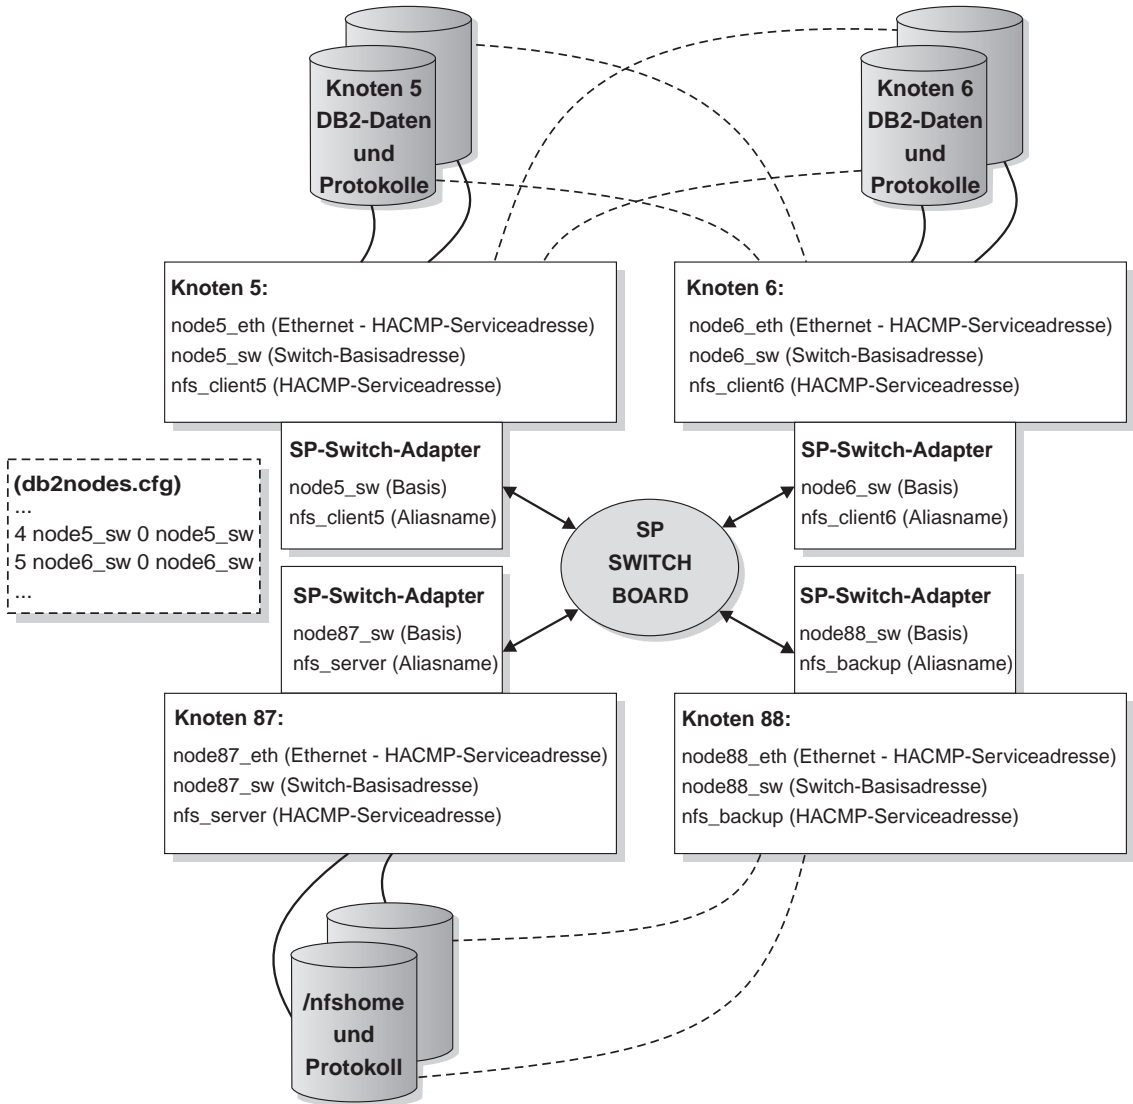 Knoten 5
DB2-Daten
und
Protokolle
Knoten 6
DB2-Daten
und
Protokolle
Knoten 5:
node5_eth (Ethernet - HACMP-Serviceadresse)
node5_sw (Switch-Basisadresse)
nfs_client5 (HACMP-Serviceadresse)
Knoten 6:
node6_eth (Ethernet - HACMP-Serviceadresse)
node6_sw (Switch-Basisadresse)
nfs_client6 (HACMP-Serviceadresse)
SP-Switch-Adapter
node5_sw (Basis)
nfs_client5 (Aliasname)
SP-Switch-Adapter
node6_sw (Basis)
nfs_client6 (Aliasname)
(db2nodes.cfg)
...
4 node5_sw 0 node5_sw
5 node6_sw 0 node6_sw
...
SP
SWITCH
BOARD
SP-Switch-Adapter
node87_sw (Basis)
nfs_server (Aliasname)
SP-Switch-Adapter
node88_sw (Basis)
nfs_backup (Aliasname)
Knoten 87:
node87_eth (Ethernet - HACMP-Serviceadresse)
node87_sw (Switch-Basisadresse)
nfs_server (HACMP-Serviceadresse)
Knoten 88:
node88_eth (Ethernet - HACMP-Serviceadresse)
node88_sw (Switch-Basisadresse)
nfs_backup (HACMP-Serviceadresse)
/nfshome
und
Protokoll